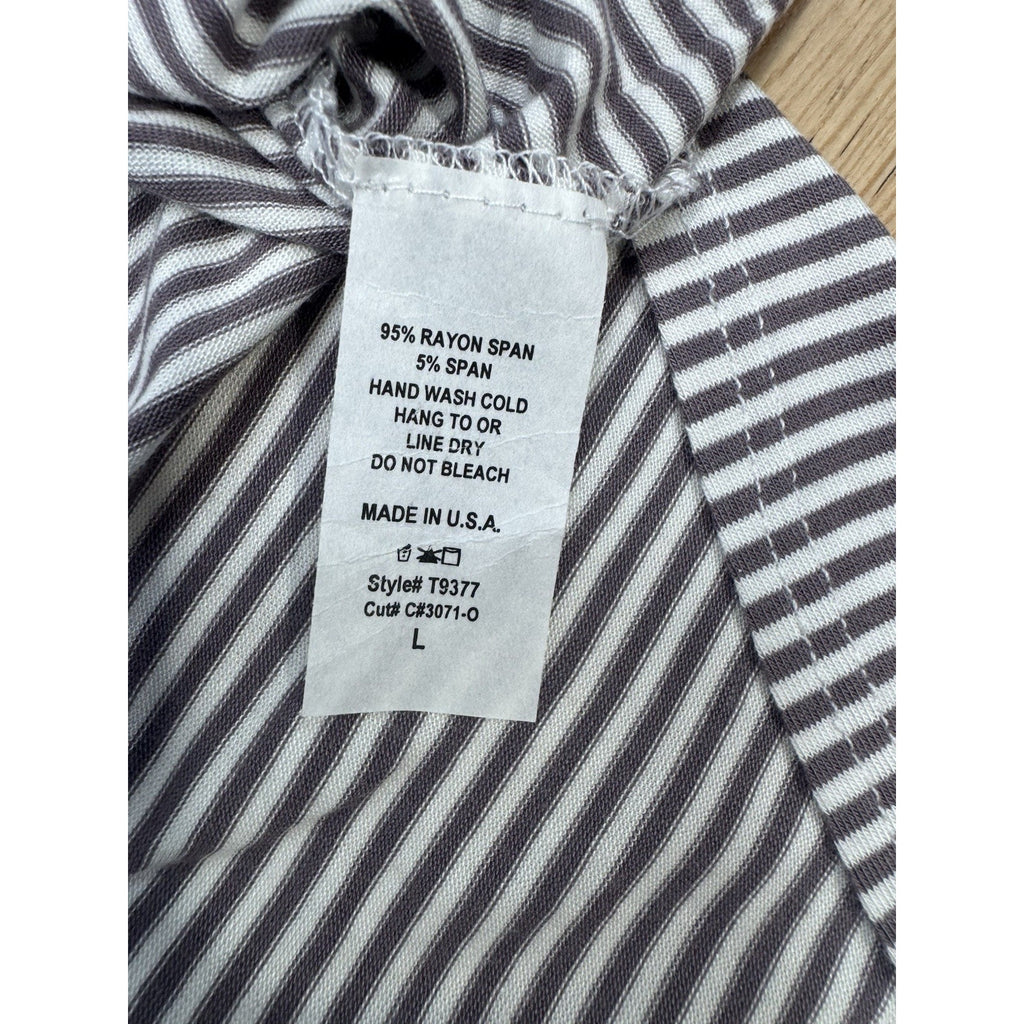 95% RAYON SPAN
5% SPAN
HAND WASH COLD
HANG TO OR
LINE DRY
DO NOT BLEACH
MADE IN U.S.A.
Style# T9377
Cut# C#3071-O
L